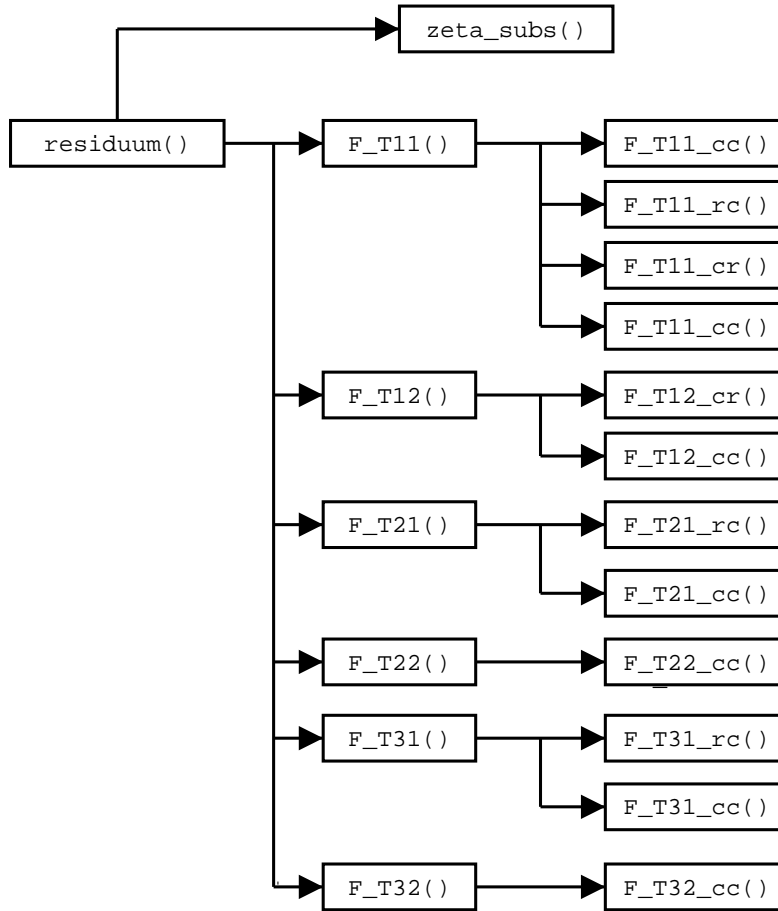 zeta_subs()
residuum()
F_T11()
F_T11_cc()
F_T11_rc()
F_T11_cr()
F_T11_cc()
F_T12()
F_T12_cr()
F_T12_cc()
F_T21()
F_T21_rc()
F_T21_cc()
F_T22()
F_T22_cc()
F_T31()
F_T31_rc()
F_T31_cc()
F_T32()
F_T32_cc()